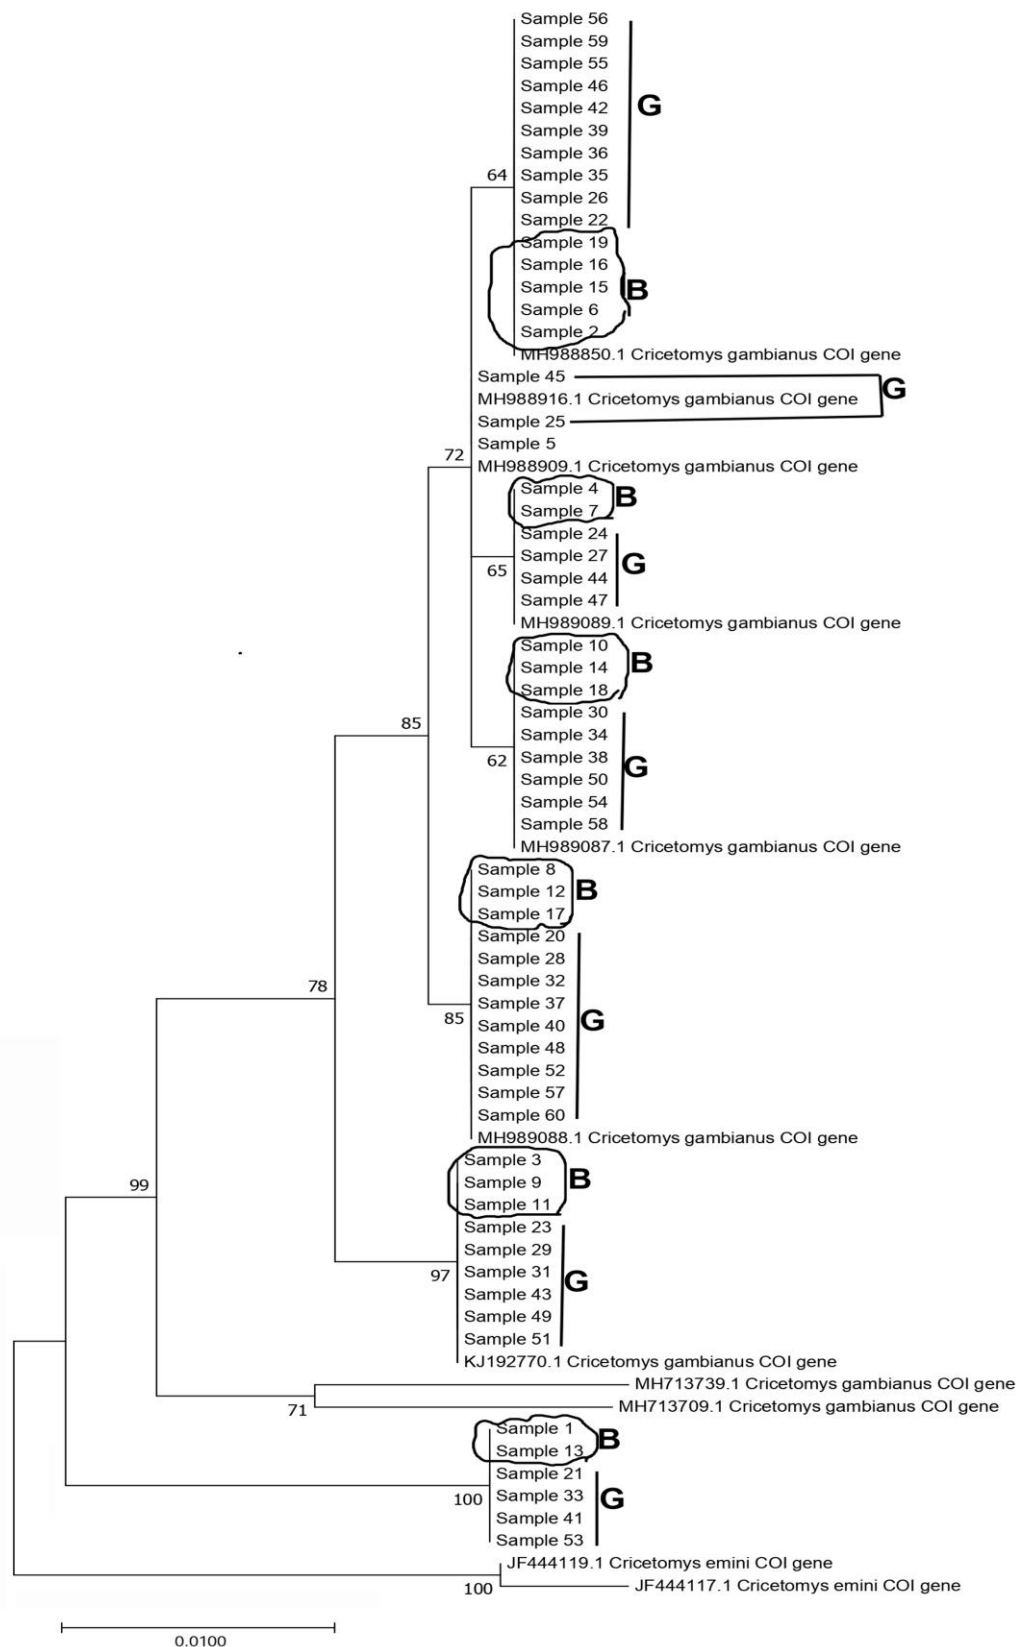 Sample 56
Sample 59
Sample 55
Sample 46
Sample 42
G
Sample 39
Sample 36
64
Sample 35
Sample 26
Sample 22
Sample 19
Sample 16
Sample 15
B
Sample 6
Sample 2
MH988850.1 Cricetomys gambianus COI gene
Sample 45
G
MH988916.1 Cricetomys gambianus COI gene
Sample 25
Sample 5
72
MH988909.1 Cricetomys gambianus COI gene
Sample 4
B
Sample 7
Sample 24
Sample 27
G
65
Sample 44
Sample 47
MH989089.1 Cricetomys gambianus COI gene
Sample 10
Sample 14
B
Sample 18
Sample 30
85
Sample 34
62
Sample 38
G
Sample 50
Sample 54
Sample 58
MH989087.1 Cricetomys gambianus COI gene
Sample 8
Sample 12
B
Sample 17
Sample 20
Sample 28
Sample 32
78
Sample 37
85
G
Sample 40
Sample 48
Sample 52
Sample 57
Sample 60
MH989088.1 Cricetomys gambianus COI gene
Sample 3
99
Sample 9
B
Sample 11
Sample 23
Sample 29
97
Sample 31
G
Sample 43
Sample 49
Sample 51
KJ192770.1 Cricetomys gambianus COI gene
MH713739.1 Cricetomys gambianus COI gene
71
MH713709.1 Cricetomys gambianus COI gene
Sample 1
B
Sample 13
Sample 21
100
Sample 33
G
Sample 41
Sample 53
JF444119.1 Cricetomys emini COI gene
100
JF444117.1 Cricetomys emini COI gene
0.0100